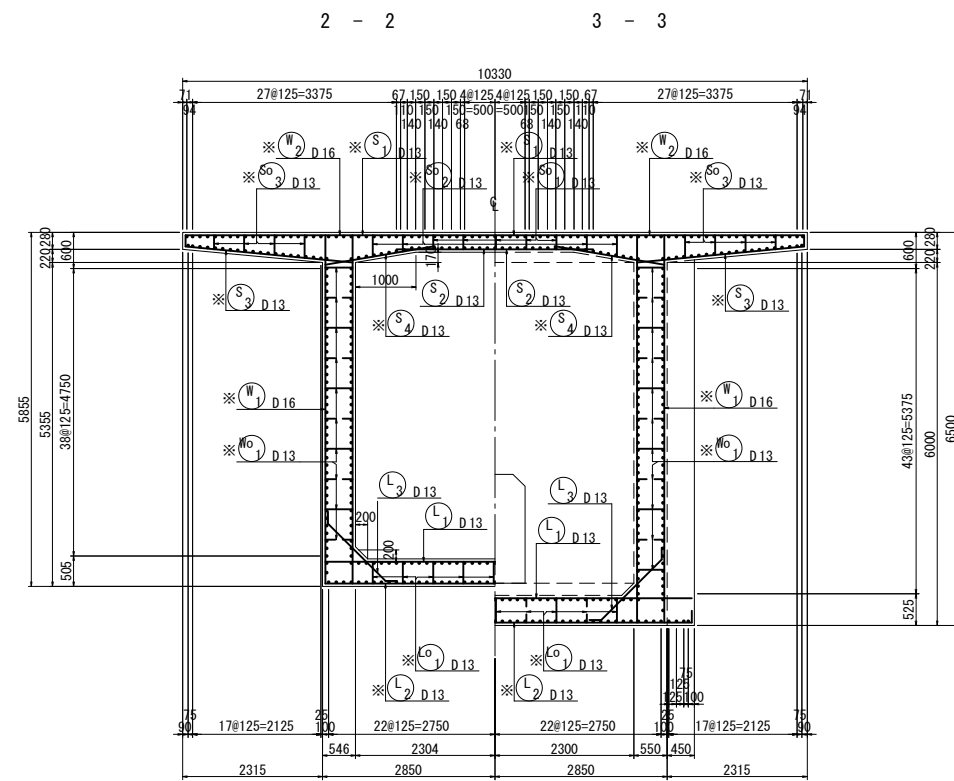 2 － 2
3 － 3
10330
71
27@125=3375
67
150
150
4@125
4@125
150
150
67
27@125=3375
71
94
110
150
150=500
=500
150
110
94
140
140
68
68
140
140
※ W2 D16
※ S1 D13
※ S1 D13
※ W2 D16
※ So3 D13
※ So2 D13
※ So1 D13
※ So3 D13
℄
280
220
600
600
280
220
170
1000
※ S3 D13
S2 D13
S2 D13
※ S3 D13
※ S4 D13
※ S4 D13
5855
5355
38@125=4750
505
※ W1 D16
※ W1 D16
※ Wo1 D13
※ Wo1 D13
43@125=5375
6000
6500
525
L3 D13
L3 D13
200
L1 D13
L1 D13
200
※ Lo1 D13
※ Lo1 D13
※ L2 D13
※ L2 D13
75
125
125
100
75
90
17@125=2125
25
100
22@125=2750
22@125=2750
25
100
17@125=2125
75
90
546
2304
2300
550
450
2315
2850
2850
2315